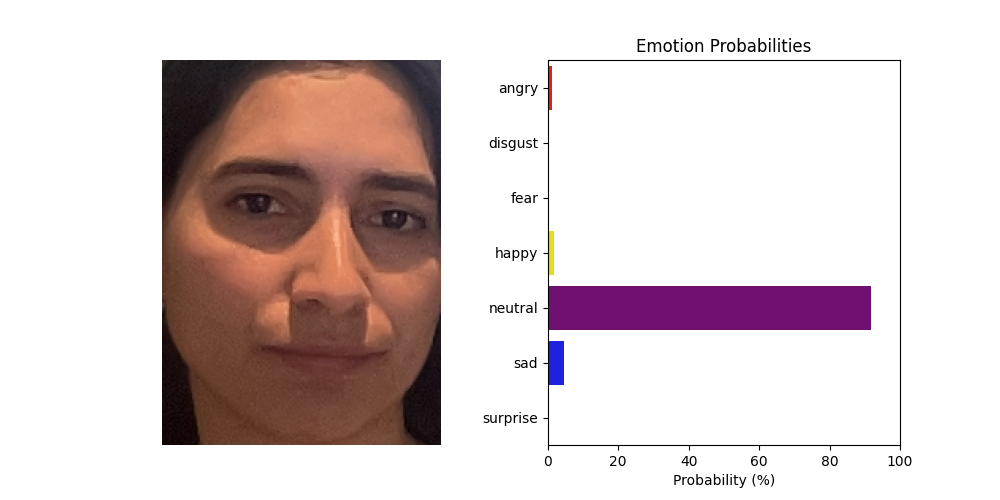 Emotion Probabilities
angry
disgust
fear
happy
neutral
sad
surprise
0 20 40 60 80 100
Probability (%)